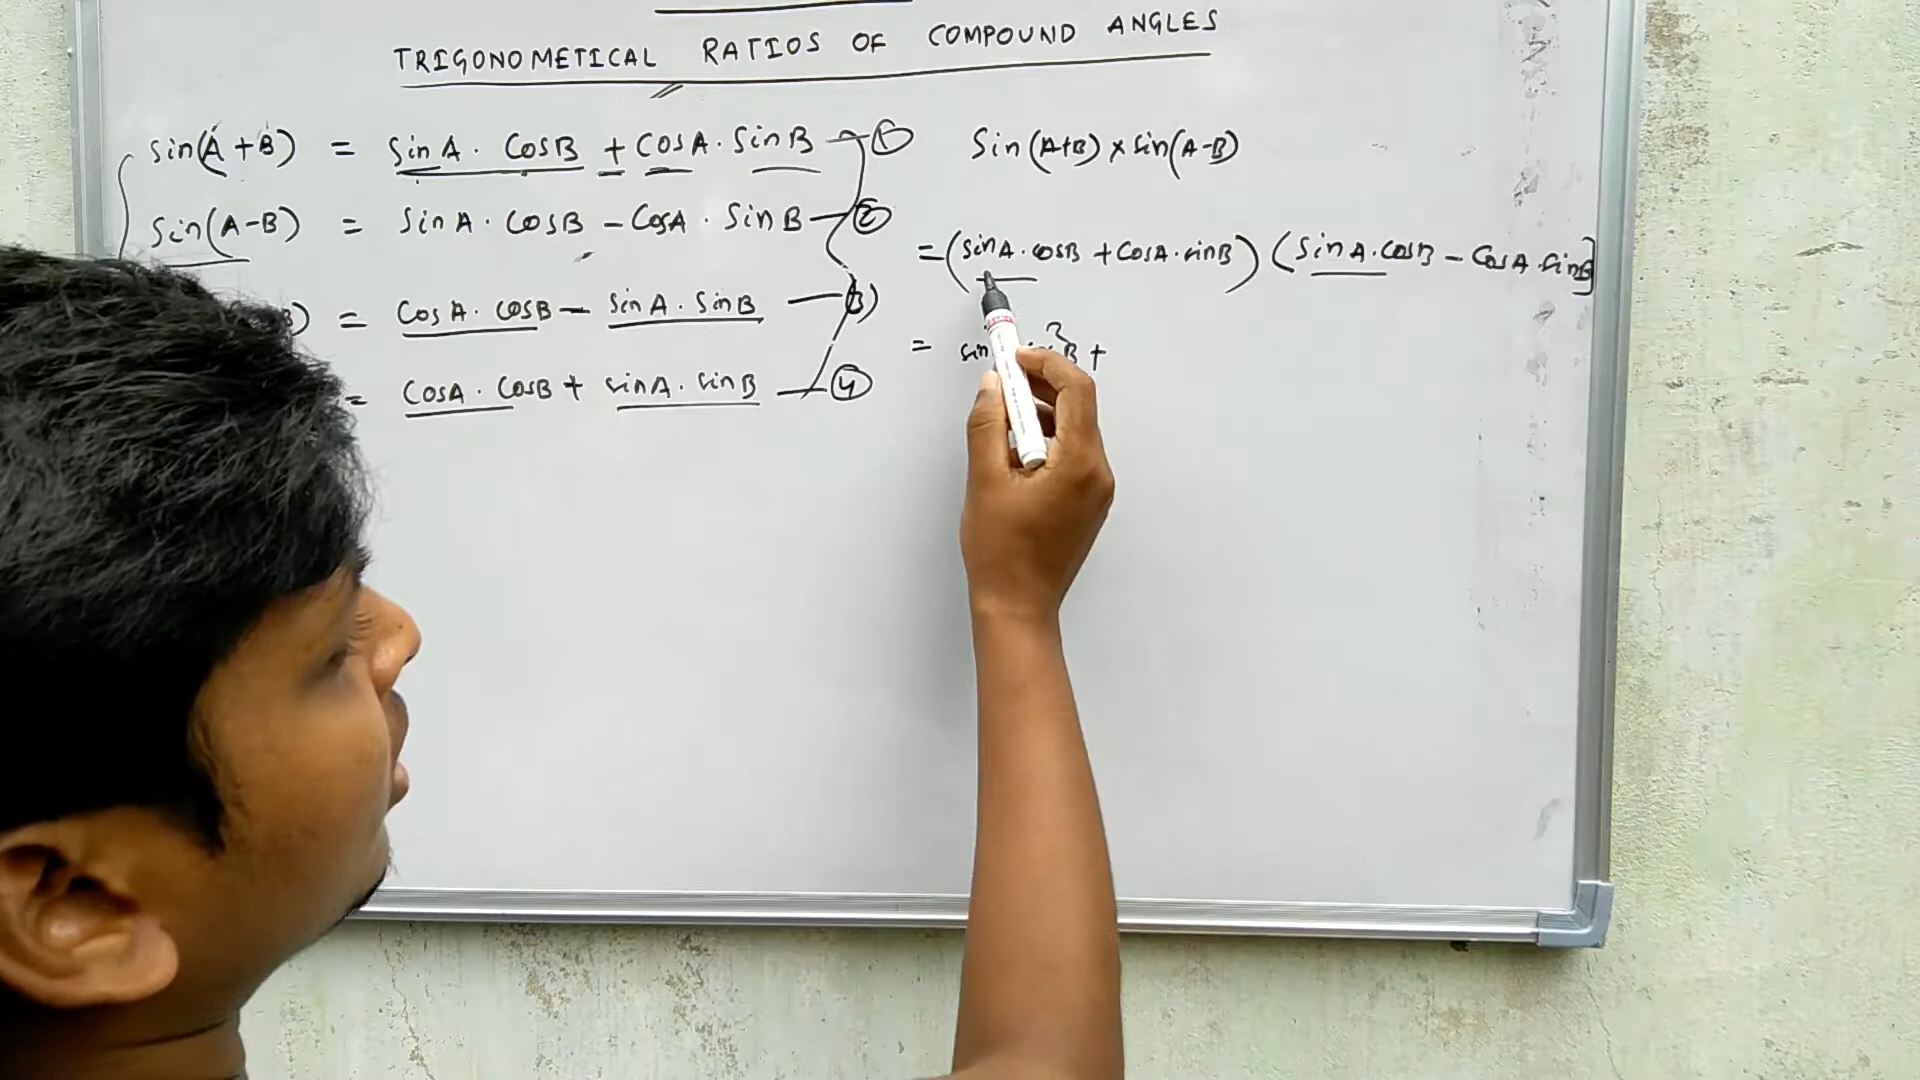 TRIGONOMETICAL RATIOS OF COMPOUND ANGLES
sin(A+B) = sinA · cosB + cosA · sinB — ①
sin(A-B) = sinA · cosB - cosA · sinB — ②
B) = cosA · cosB - sinA · sinB — 3)
= cosA · cosB + sinA · sinB — ④
Sin(A+B) × sin(A-B)
= (sinA · cosB + cosA · sinB) (sinA · cosB - cosA · sinB]
= sin B +